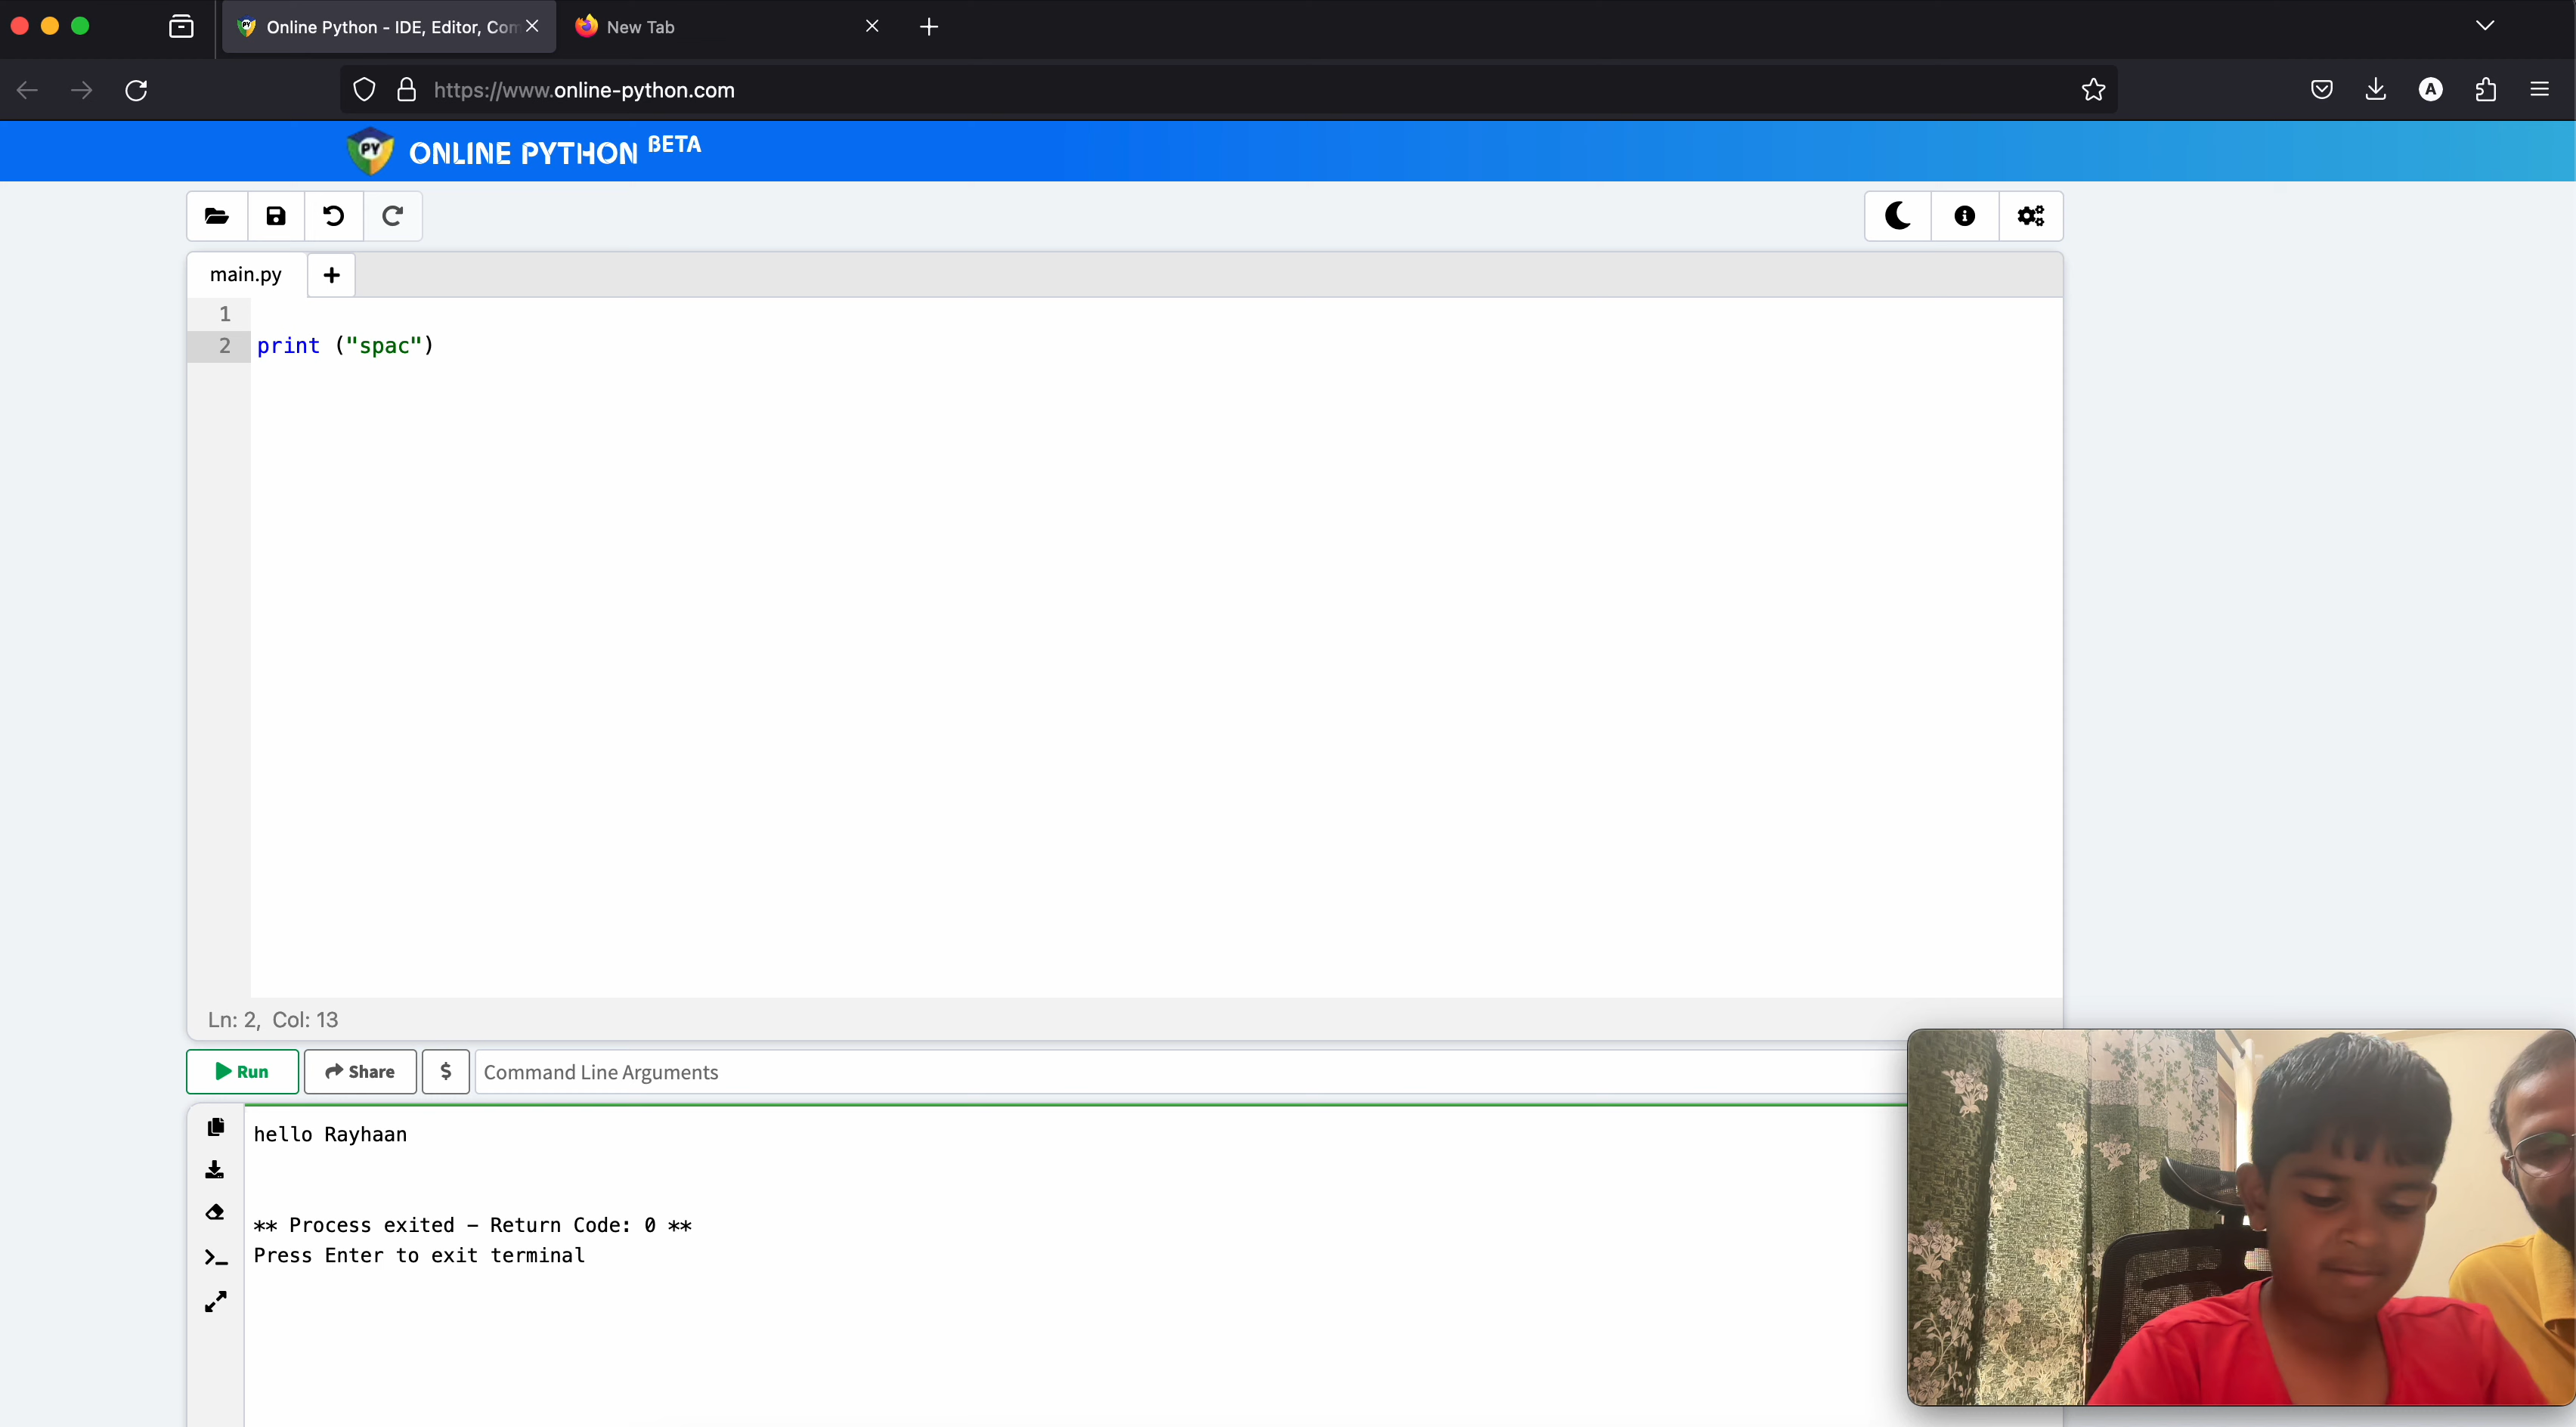 Online Python - IDE, Editor, Com
New Tab
A
https://www.online-python.com
PY
ONLINE PYTHON BETA
main.py
1
2 print ("spac")
Ln: 2, Col: 13
Run
Share
$
Command Line Arguments
hello Rayhaan
** Process exited - Return Code: 0 **
Press Enter to exit terminal